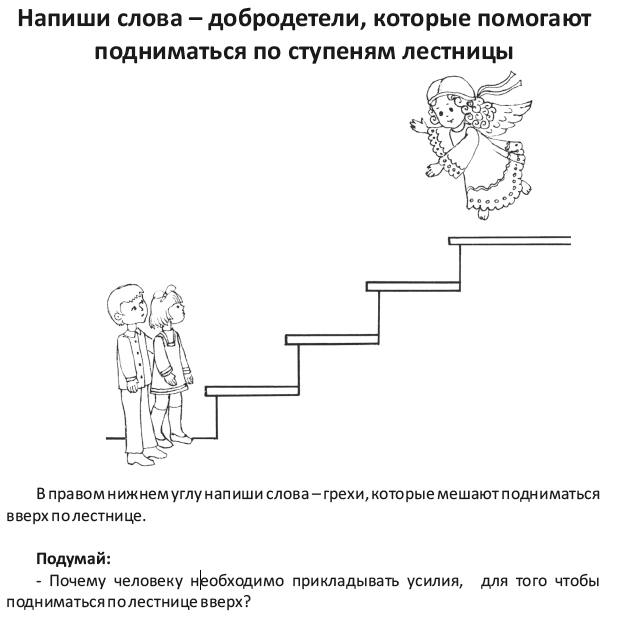 Напиши слова – добродетели, которые помогают
подниматься по ступеням лестницы
В правом нижнем углу напиши слова – грехи, которые мешают подниматься
вверх по лестнице.
Подумай:
- Почему человеку необходимо прикладывать усилия, для того чтобы
подниматься по лестнице вверх?